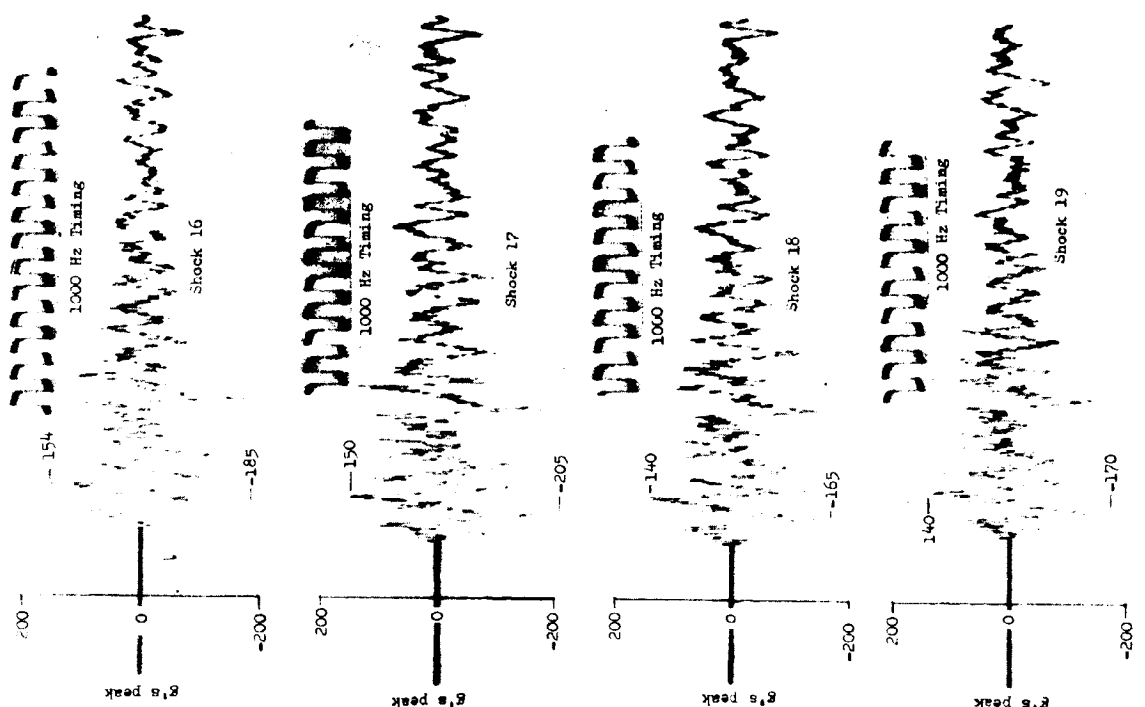 g's peak
200
0
-200
-154
-185
1000 Hz Timing
Shock 16
g's peak
200
0
-200
-150
-205
1000 Hz Timing
Shock 17
g's peak
200
0
-200
-140
-165
1000 Hz Timing
Shock 18
g's peak
200
0
-200
140
-170
1000 Hz Timing
Shock 19